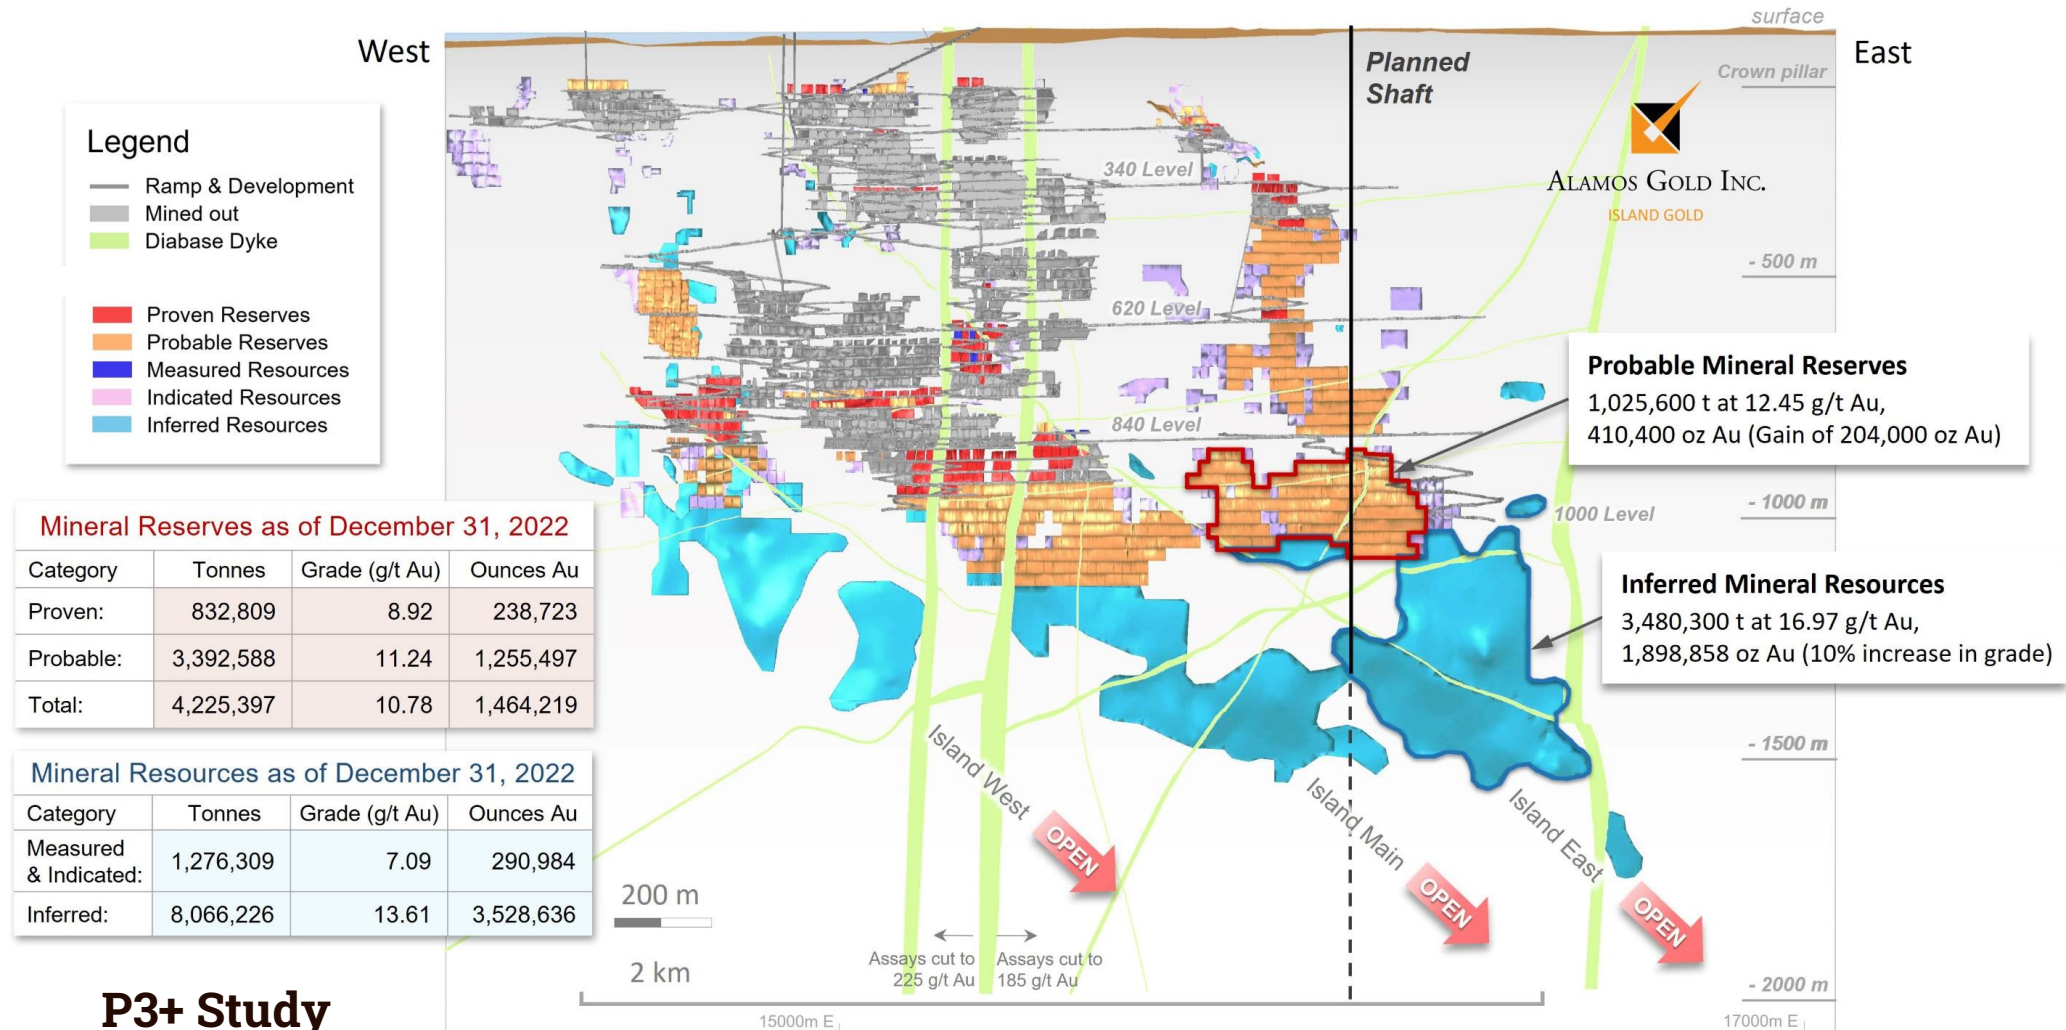 surface
West
East
Planned
Shaft
Crown pillar
ALAMOS GOLD INC.
ISLAND GOLD
Legend
Ramp & Development
Mined out
Diabase Dyke
Proven Reserves
Probable Reserves
Measured Resources
Indicated Resources
Inferred Resources
340 Level
- 500 m
620 Level
840 Level
Probable Mineral Reserves
1,025,600 t at 12.45 g/t Au,
410,400 oz Au (Gain of 204,000 oz Au)
- 1000 m
1000 Level
Inferred Mineral Resources
3,480,300 t at 16.97 g/t Au,
1,898,858 oz Au (10% increase in grade)
Mineral Reserves as of December 31, 2022
Category Tonnes Grade (g/t Au) Ounces Au
Proven: 832,809 8.92 238,723
Probable: 3,392,588 11.24 1,255,497
Total: 4,225,397 10.78 1,464,219
Mineral Resources as of December 31, 2022
Category Tonnes Grade (g/t Au) Ounces Au
Measured
& Indicated: 1,276,309 7.09 290,984
Inferred: 8,066,226 13.61 3,528,636
- 1500 m
Island West
OPEN
Island Main
OPEN
Island East
OPEN
200 m
Assays cut to
225 g/t Au
Assays cut to
185 g/t Au
2 km
- 2000 m
15000m E
17000m E
P3+ Study